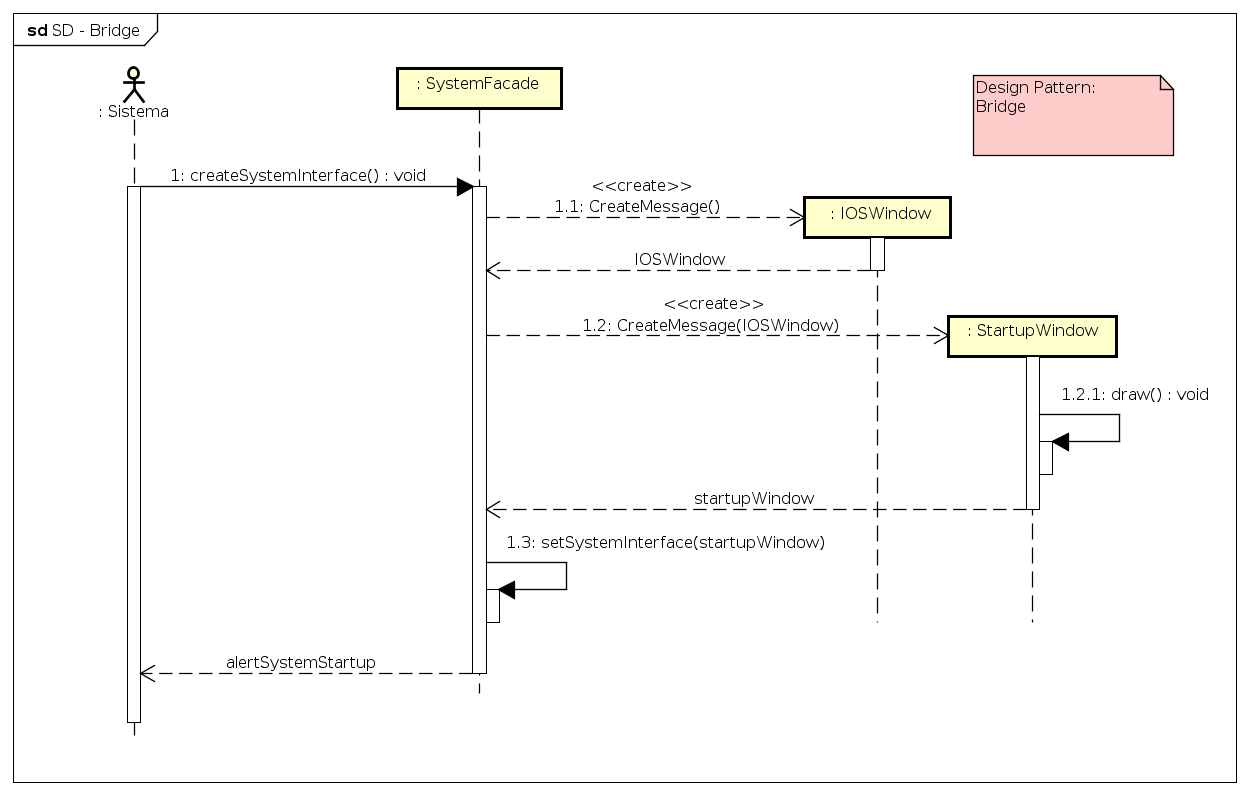 sd SD - Bridge
: Sistema
: SystemFacade
Design Pattern:
Bridge
1: createSystemInterface() : void
<<create>>
1.1: CreateMessage()
: IOSWindow
IOSWindow
<<create>>
1.2: CreateMessage(IOSWindow)
: StartupWindow
1.2.1: draw() : void
startupWindow
1.3: setSystemInterface(startupWindow)
alertSystemStartup